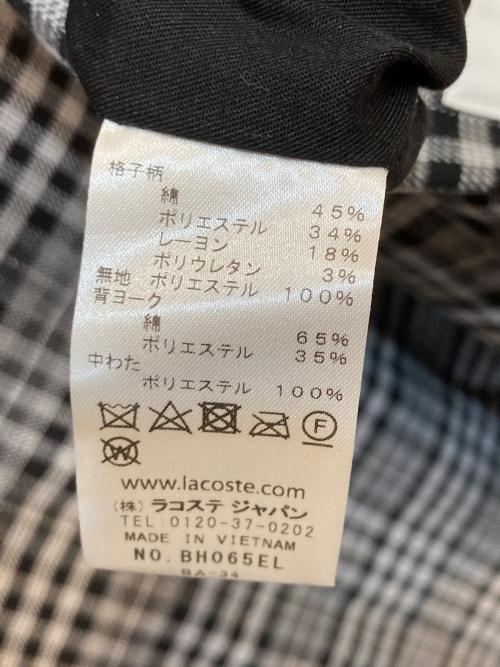 格子柄
綿 45%
ポリエステル 34%
レーヨン 18%
ポリウレタン 3%
無地 ポリエステル 100%
背ヨーク
綿 65%
ポリエステル 35%
中わた
ポリエステル 100%
F
W
www.lacoste.com
(株) ラコステ ジャパン
TEL:0120-37-0202
MADE IN VIETNAM
NO. BH065EL
BA-34